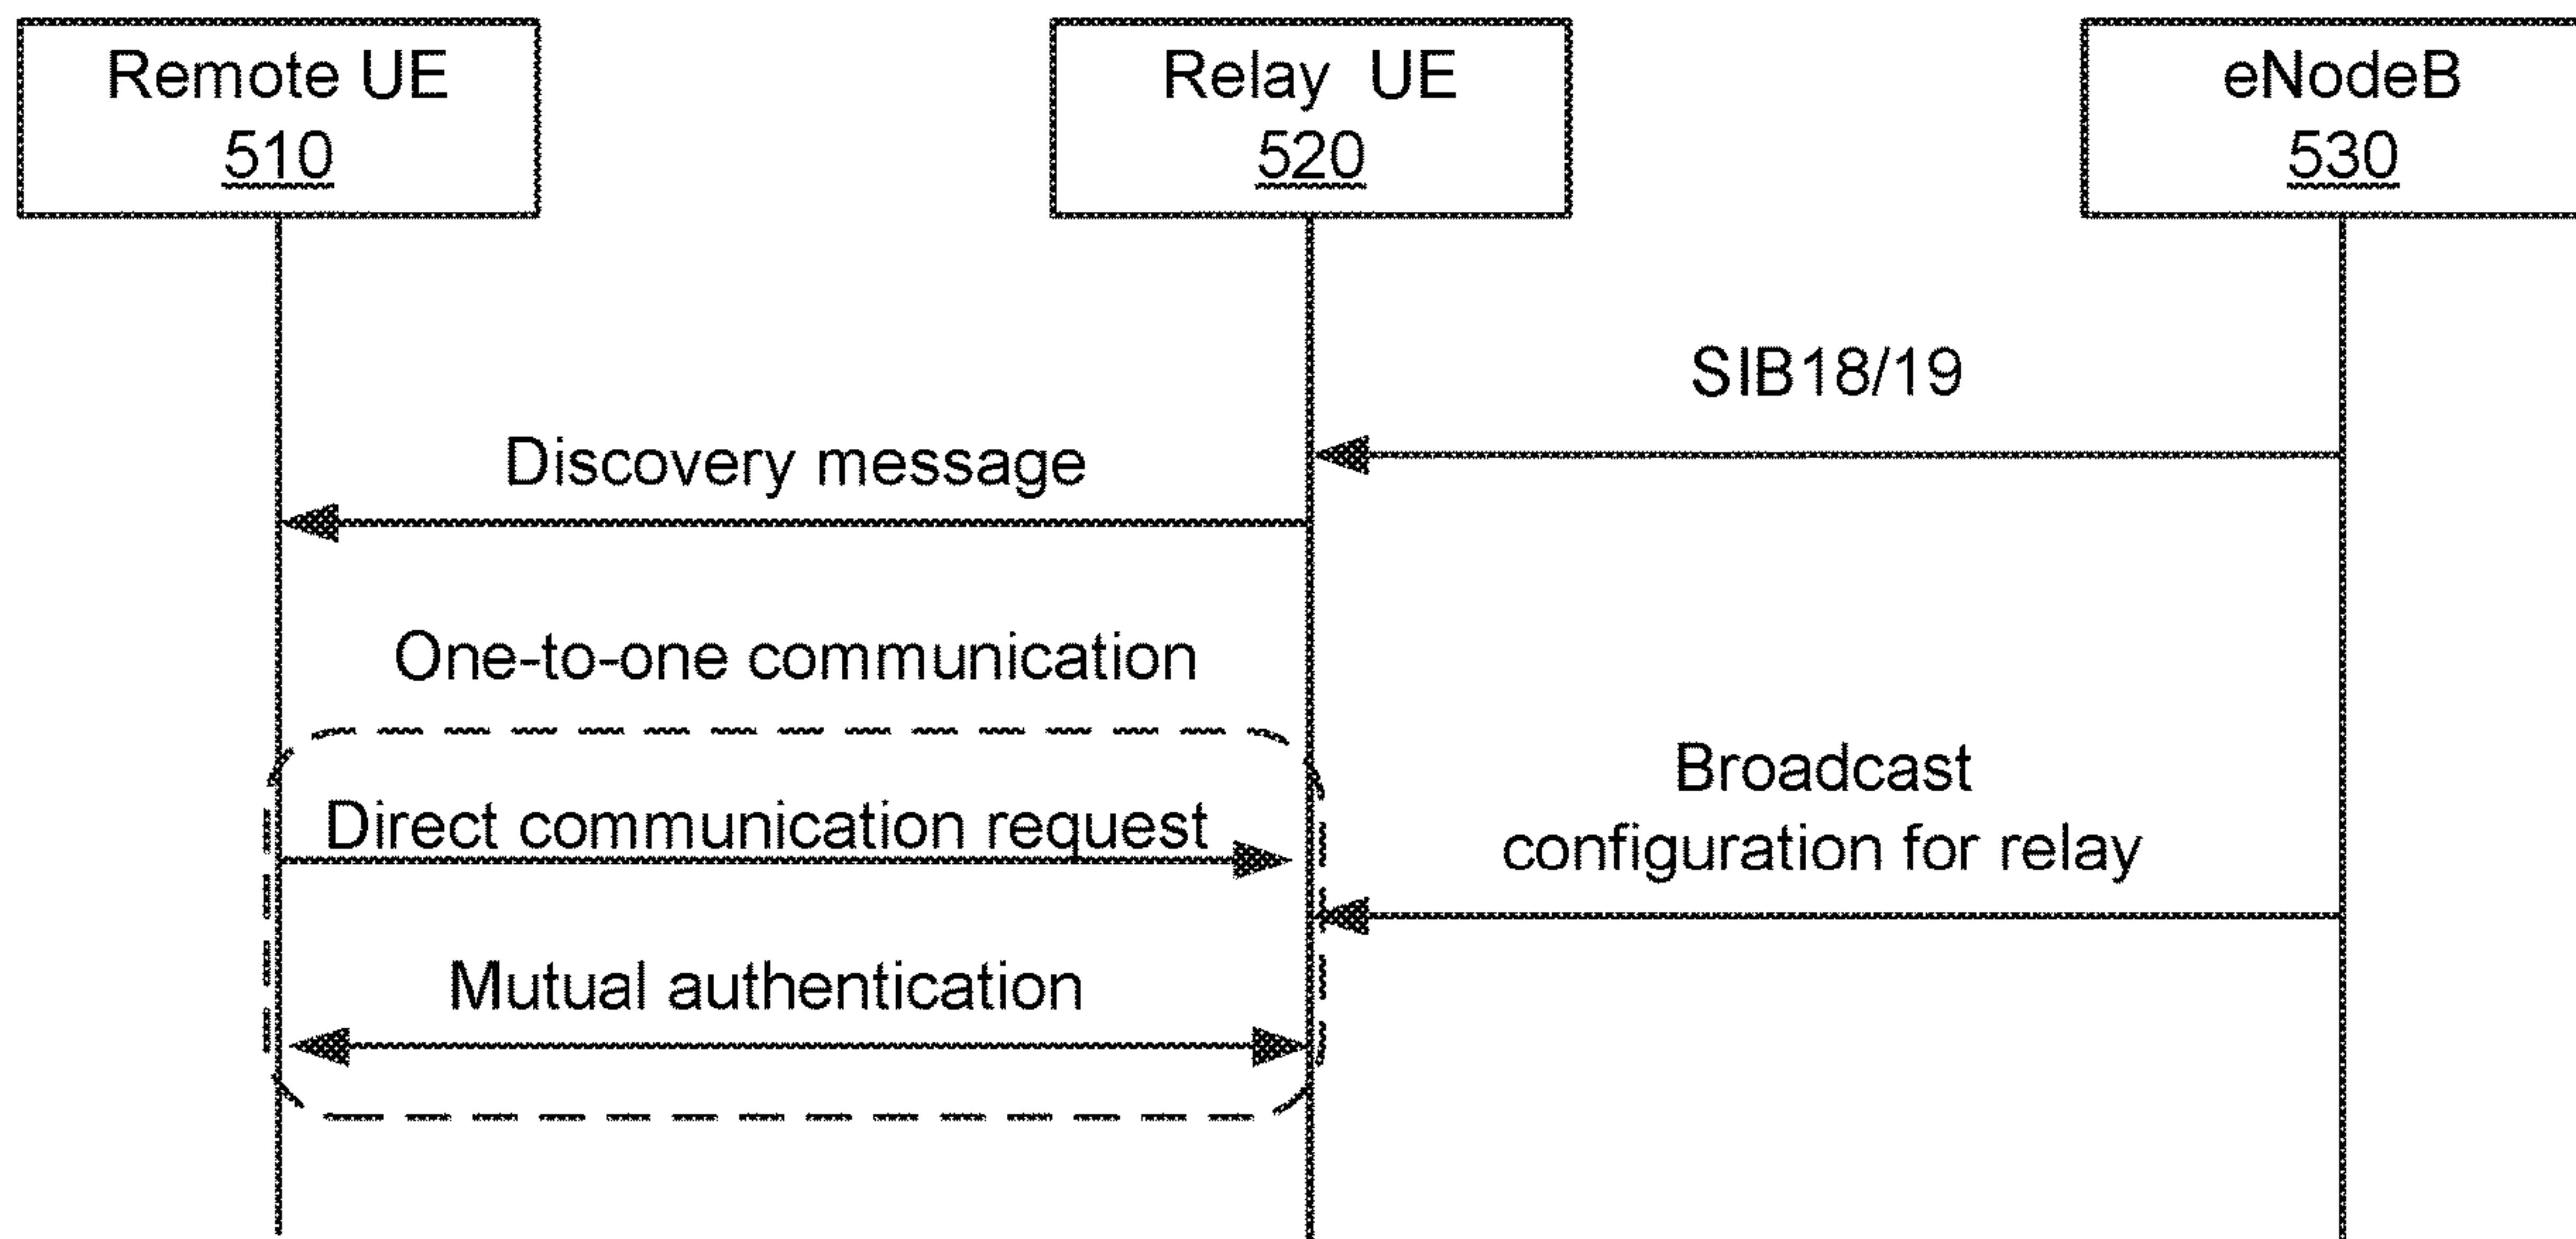 Remote UE
510
Relay UE
520
eNodeB
530
SIB18/19
Discovery message
One-to-one communication
Broadcast
configuration for relay
Direct communication request
Mutual authentication